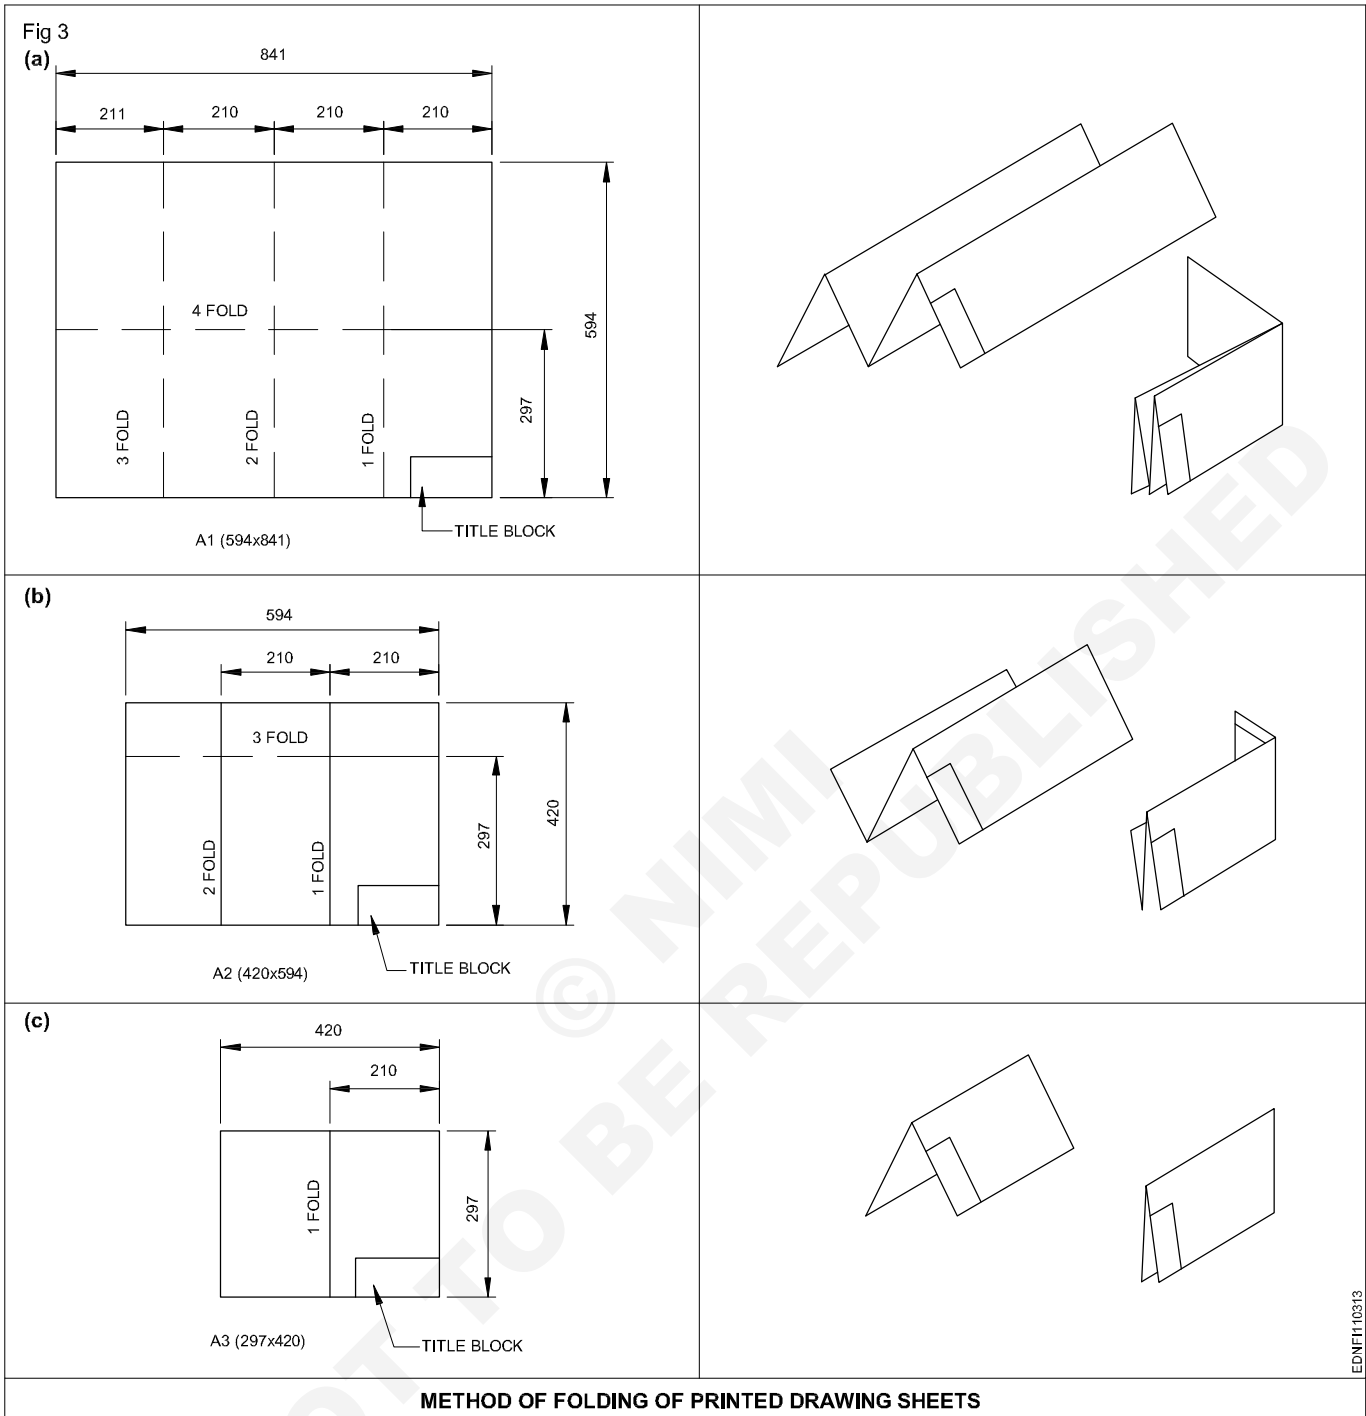 Fig 3
(a)
841
211 210 210 210
4 FOLD
594
297
3 FOLD
2 FOLD
1 FOLD
TITLE BLOCK
A1 (594x841)
(b)
594
210 210
3 FOLD
420
297
2 FOLD
1 FOLD
TITLE BLOCK
A2 (420x594)
(c)
420
210
1 FOLD
297
TITLE BLOCK
A3 (297x420)
EDNFI110313
METHOD OF FOLDING OF PRINTED DRAWING SHEETS
© NIMI
NOT TO BE REPUBLISHED